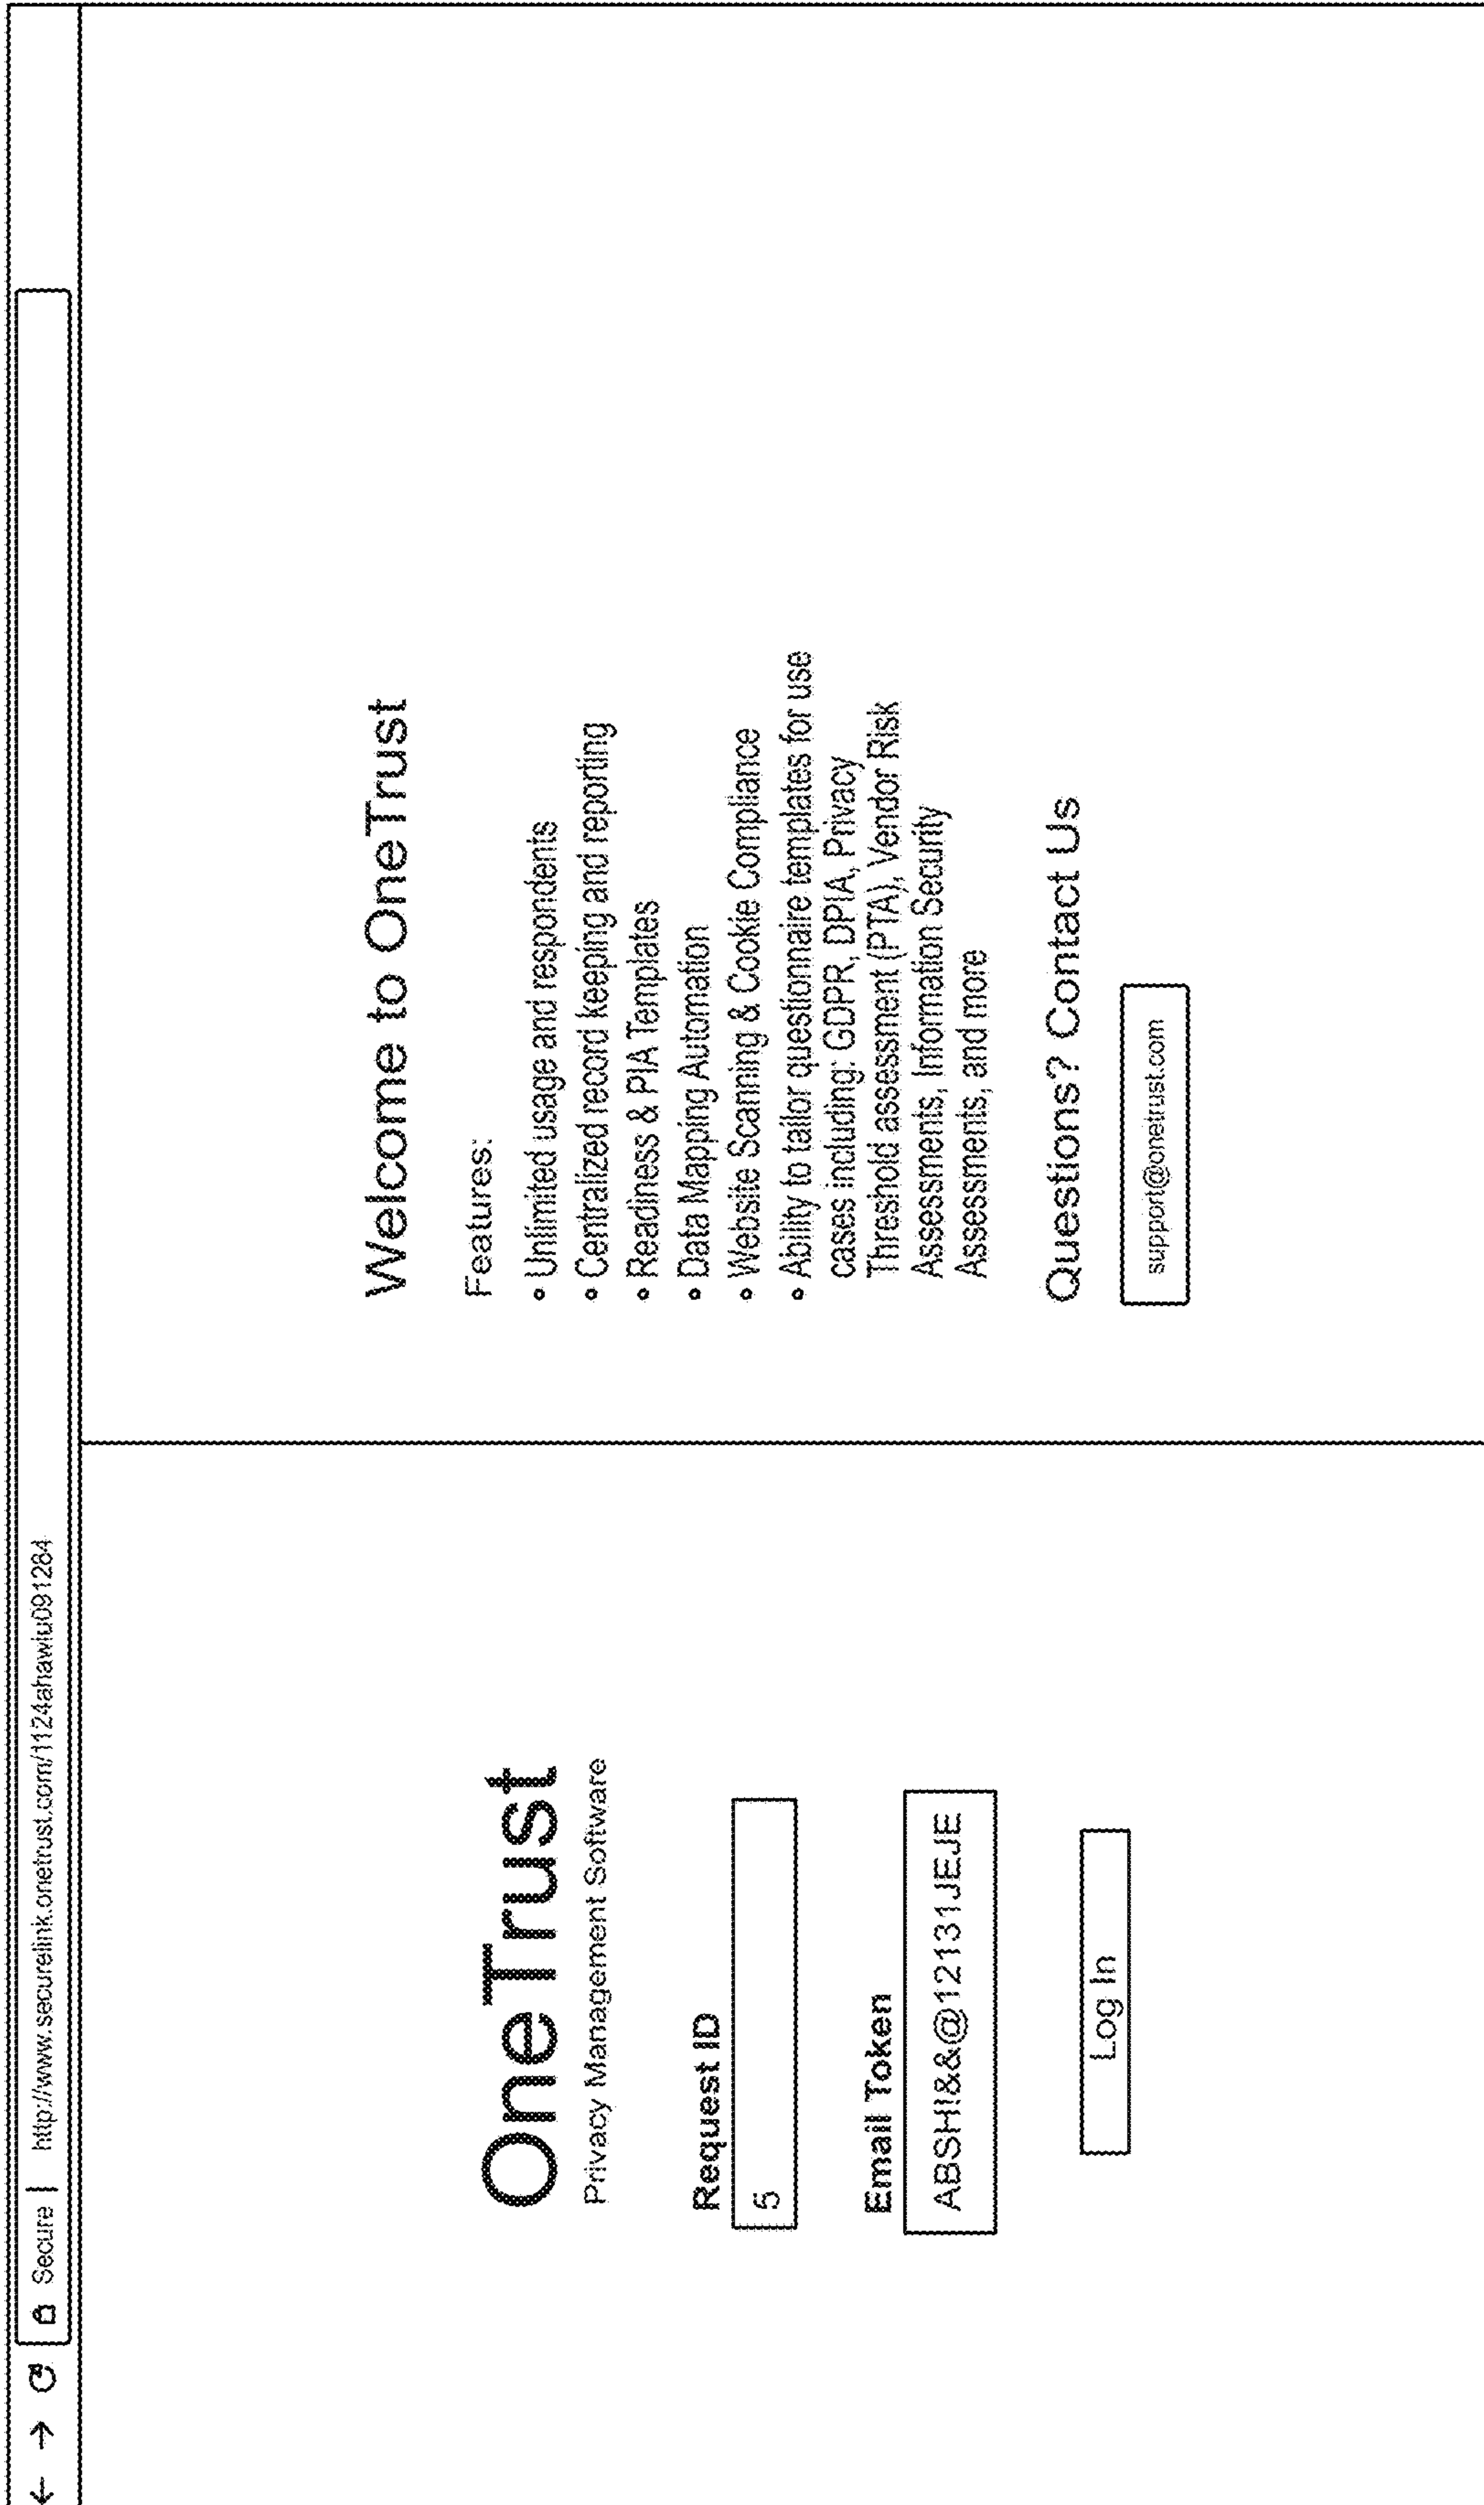 Secure | http://www.securelink.onetrust.com/1124ahawiu091284
OneTrust
Privacy Management Software
Request ID
5
Email Token
ABSHI&&@12131JEJE
Log In
Welcome to OneTrust
Features:
• Unlimited usage and respondents
• Centralized record keeping and reporting
• Readiness & PIA Templates
• Data Mapping Automation
• Website Scanning & Cookie Compliance
• Ability to tailor questionnaire templates for use
cases including: GDPR, DPIA, Privacy
Threshold assessment (PTA), Vendor Risk
Assessments, Information Security
Assessments, and more
Questions? Contact Us
support@onetrust.com